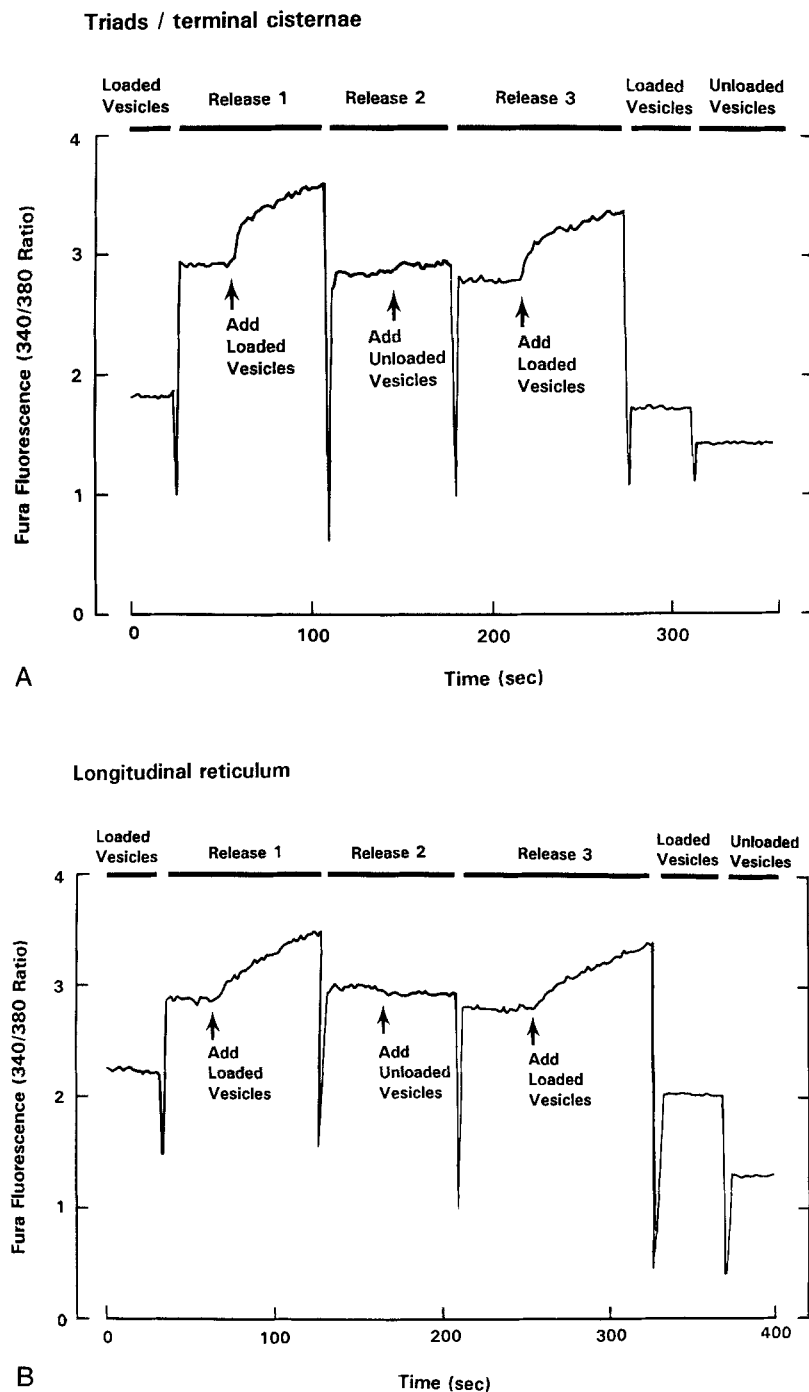 Triads / terminal cisternae
Loaded Vesicles
Release 1
Release 2
Release 3
Loaded Vesicles
Unloaded Vesicles
Fura Fluorescence (340/380 Ratio)
4
3
2
1
0
Add
Loaded
Vesicles
Add
Unloaded
Vesicles
Add
Loaded
Vesicles
0 100 200 300
Time (sec)
A
Longitudinal reticulum
Loaded Vesicles
Release 1
Release 2
Release 3
Loaded Vesicles
Unloaded Vesicles
Fura Fluorescence (340/380 Ratio)
4
3
2
1
0
Add
Loaded
Vesicles
Add
Unloaded
Vesicles
Add
Loaded
Vesicles
0 100 200 300 400
Time (sec)
B